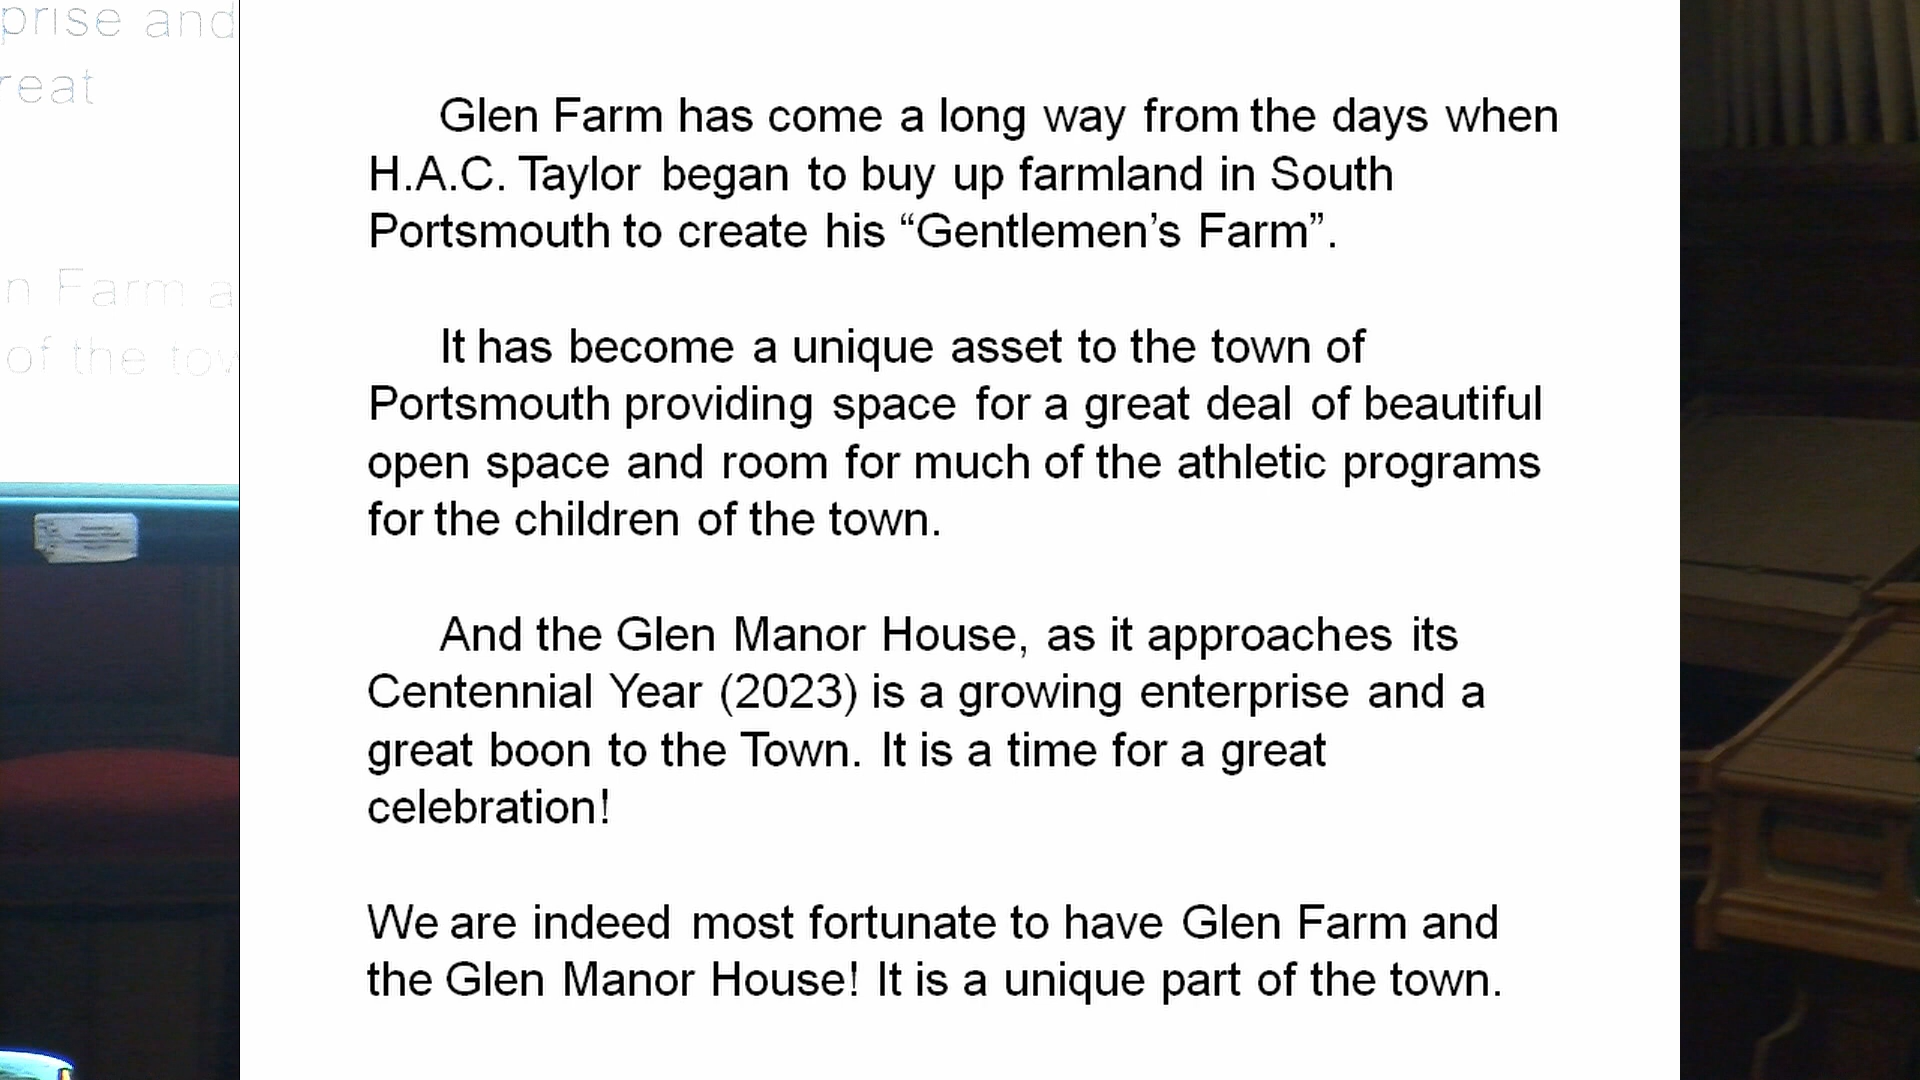 prise and
reat
n Farm a
of the tow
Glen Farm has come a long way from the days when
H.A.C. Taylor began to buy up farmland in South
Portsmouth to create his “Gentlemen’s Farm”.
It has become a unique asset to the town of
Portsmouth providing space for a great deal of beautiful
open space and room for much of the athletic programs
for the children of the town.
And the Glen Manor House, as it approaches its
Centennial Year (2023) is a growing enterprise and a
great boon to the Town. It is a time for a great
celebration!
We are indeed most fortunate to have Glen Farm and
the Glen Manor House! It is a unique part of the town.